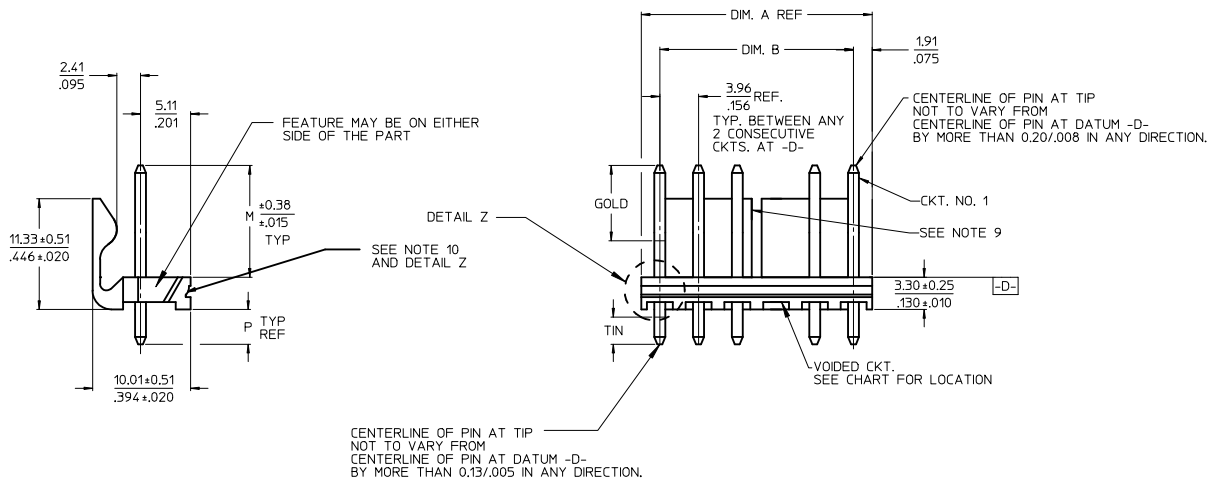 DIM. A REF
DIM. B
1.91
.075
2.41
.095
5.11
.201
3.96
.156
REF.
TYP. BETWEEN ANY
2 CONSECUTIVE
CKTS. AT -D-
CENTERLINE OF PIN AT TIP
NOT TO VARY FROM
CENTERLINE OF PIN AT DATUM -D-
BY MORE THAN 0.20/.008 IN ANY DIRECTION.
FEATURE MAY BE ON EITHER
SIDE OF THE PART
GOLD
CKT. NO. 1
M
±0.38
±.015
TYP
DETAIL Z
SEE NOTE 9
11.33±0.51
.446±.020
SEE NOTE 10
AND DETAIL Z
3.30±0.25
.130±.010
-D-
P
TYP
REF
TIN
VOIDED CKT.
SEE CHART FOR LOCATION
10.01±0.51
.394±.020
CENTERLINE OF PIN AT TIP
NOT TO VARY FROM
CENTERLINE OF PIN AT DATUM -D-
BY MORE THAN 0.13/.005 IN ANY DIRECTION.